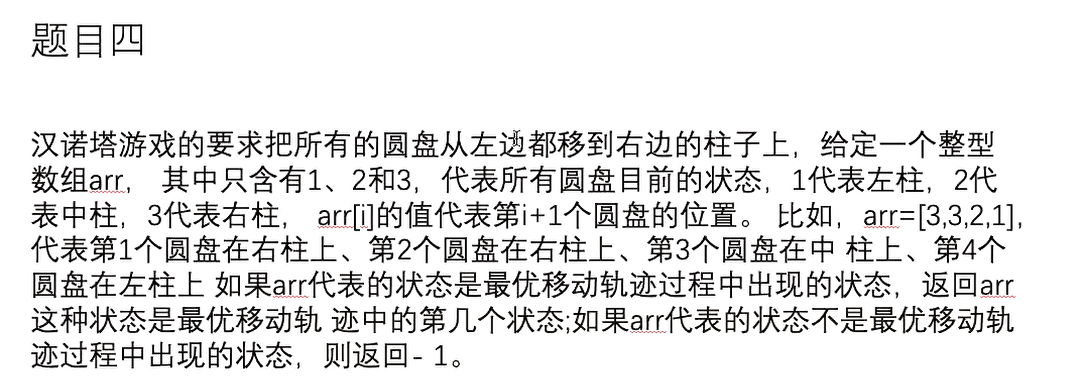 题目四
汉诺塔游戏的要求把所有的圆盘从左边都移到右边的柱子上，给定一个整型
数组arr， 其中只含有1、2和3，代表所有圆盘目前的状态，1代表左柱，2代
表中柱，3代表右柱， arr[i]的值代表第i+1个圆盘的位置。 比如，arr=[3,3,2,1]，
代表第1个圆盘在右柱上、第2个圆盘在右柱上、第3个圆盘在中 柱上、第4个
圆盘在左柱上 如果arr代表的状态是最优移动轨迹过程中出现的状态，返回arr
这种状态是最优移动轨 迹中的第几个状态;如果arr代表的状态不是最优移动轨
迹过程中出现的状态，则返回- 1。